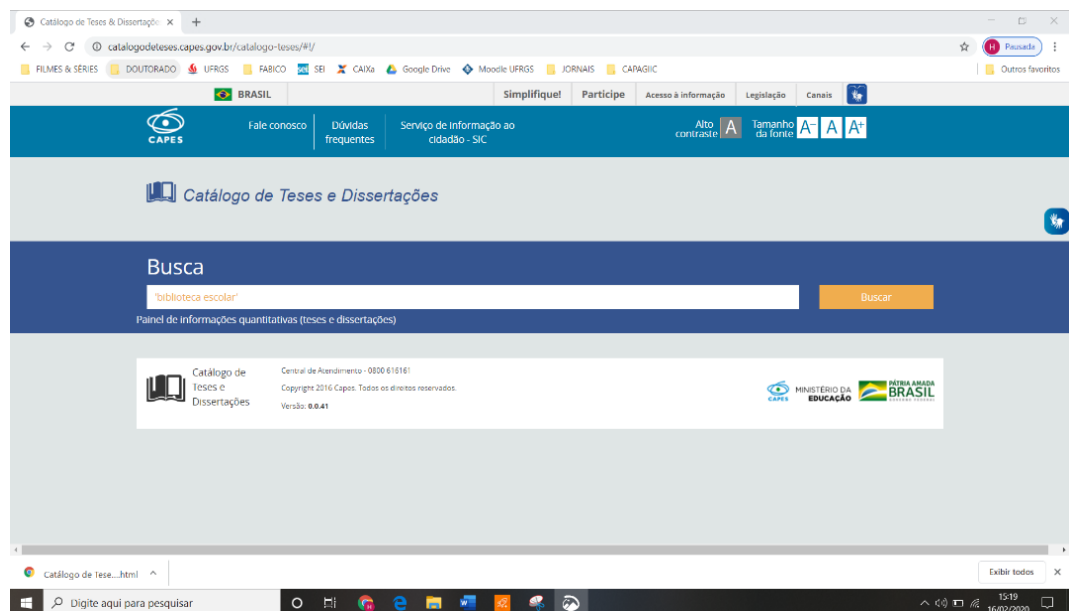 Catálogo de Teses & Dissertaçõe
catalogodeteses.capes.gov.br/catalogo-teses/#!/
H Pausada
FILMES & SÉRIES DOUTORADO UFRGS FABICO SEI CAIXa Google Drive Moodle UFRGS JORNAIS CAPAGIIC Outros favoritos
BRASIL Simplifique! Participe Acesso à informação Legislação Canais
CAPES
Fale conosco
Dúvidas
frequentes
Serviço de Informação ao
cidadão - SIC
Alto
contraste A
Tamanho
da fonte A- A A+
Catálogo de Teses e Dissertações
Busca
"biblioteca escolar" Buscar
Painel de informações quantitativas (teses e dissertações)
Catálogo de
Teses e
Dissertações
Central de Atendimento - 0800 616161
Copyright 2016 Capes. Todos os direitos reservados.
Versão: 0.0.41
CAPES
MINISTÉRIO DA
EDUCAÇÃO
PÁTRIA AMADA
BRASIL
GOVERNO FEDERAL
Catálogo de Tese....html Exibir todos
Digite aqui para pesquisar
15:19
16/02/2020